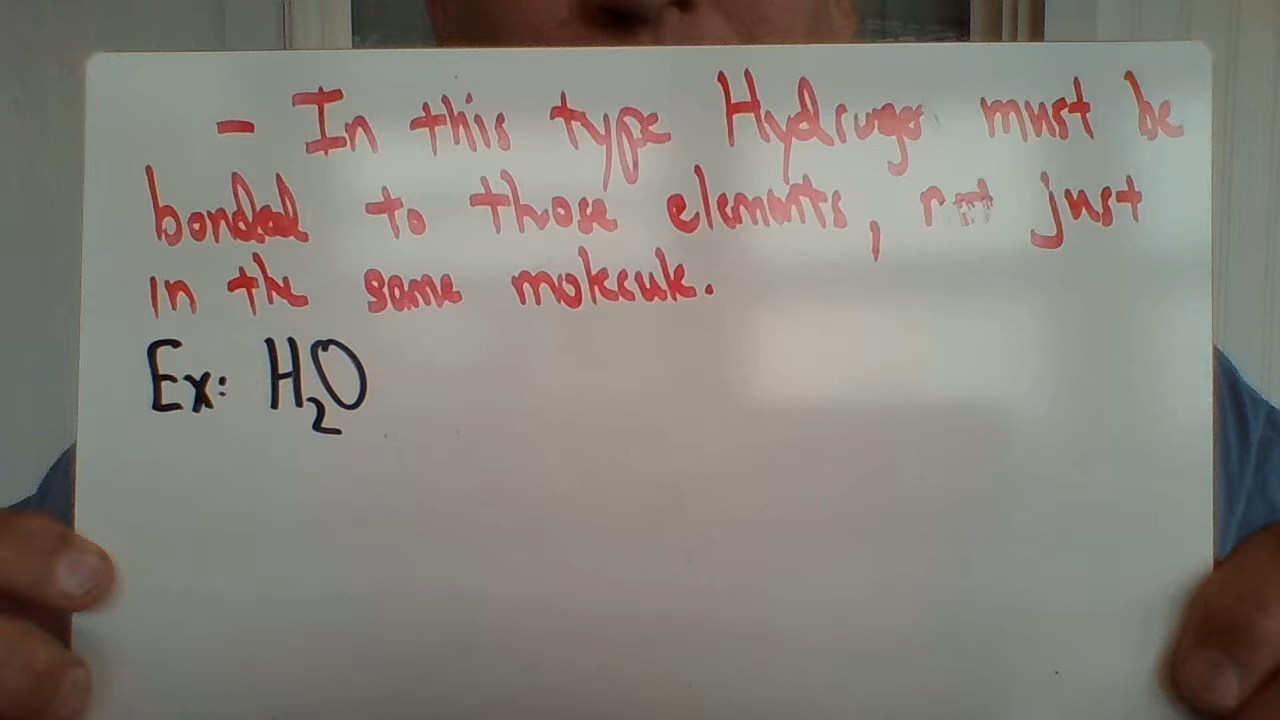 - In this type Hydrogen must be
bonded to those elements, not just
in the same molecule.
Ex: H₂O